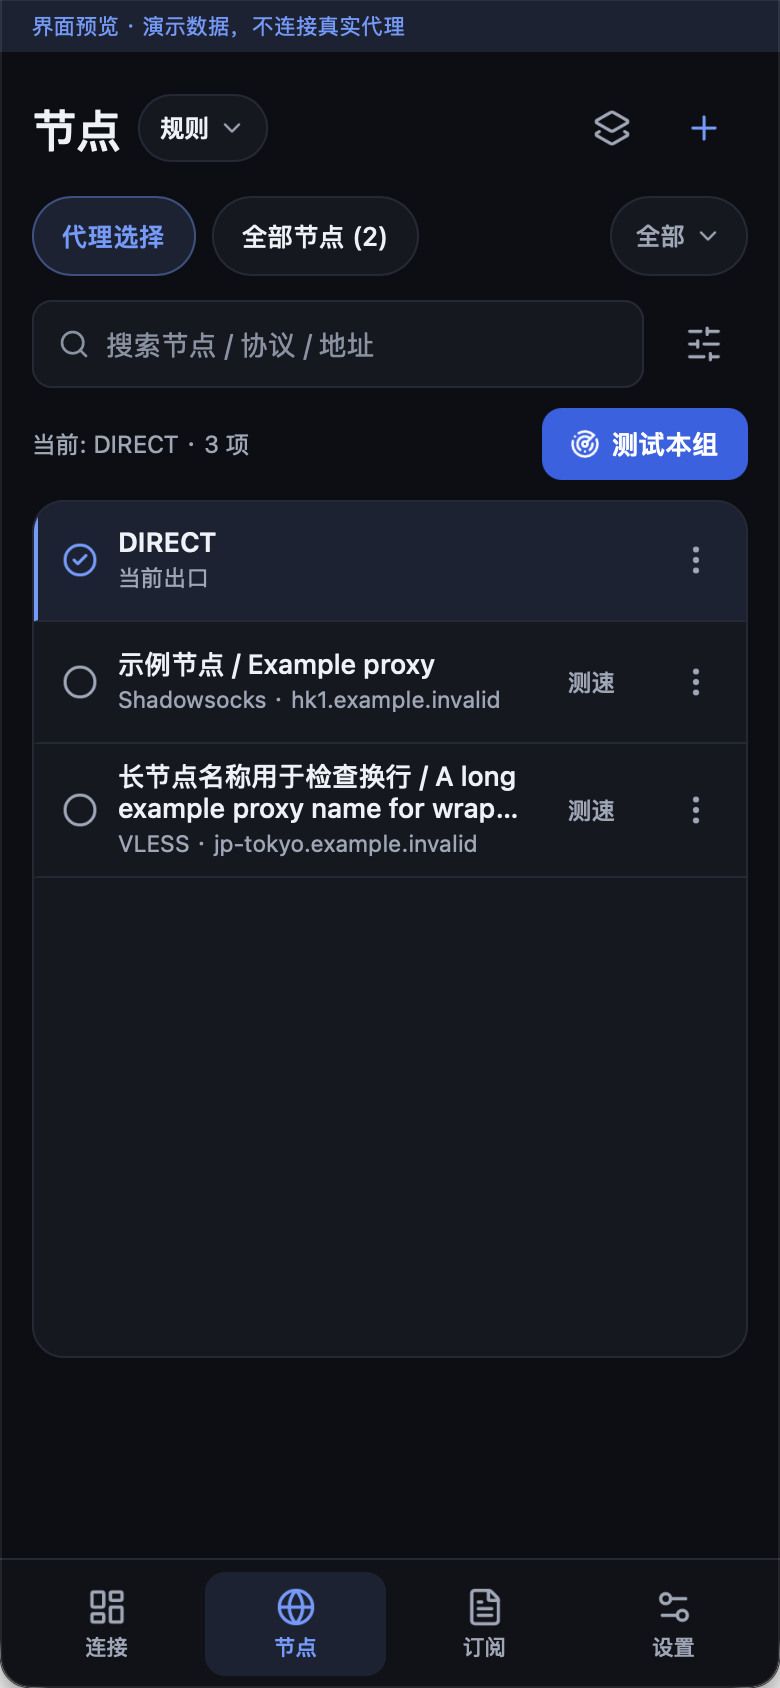 界面预览 · 演示数据，不连接真实代理
节点
规则
代理选择
全部节点 (2)
全部
搜索节点 / 协议 / 地址
当前: DIRECT · 3 项
测试本组
DIRECT
当前出口
示例节点 / Example proxy
Shadowsocks · hk1.example.invalid
测速
长节点名称用于检查换行 / A long
example proxy name for wrap...
VLESS · jp-tokyo.example.invalid
测速
连接
节点
订阅
设置